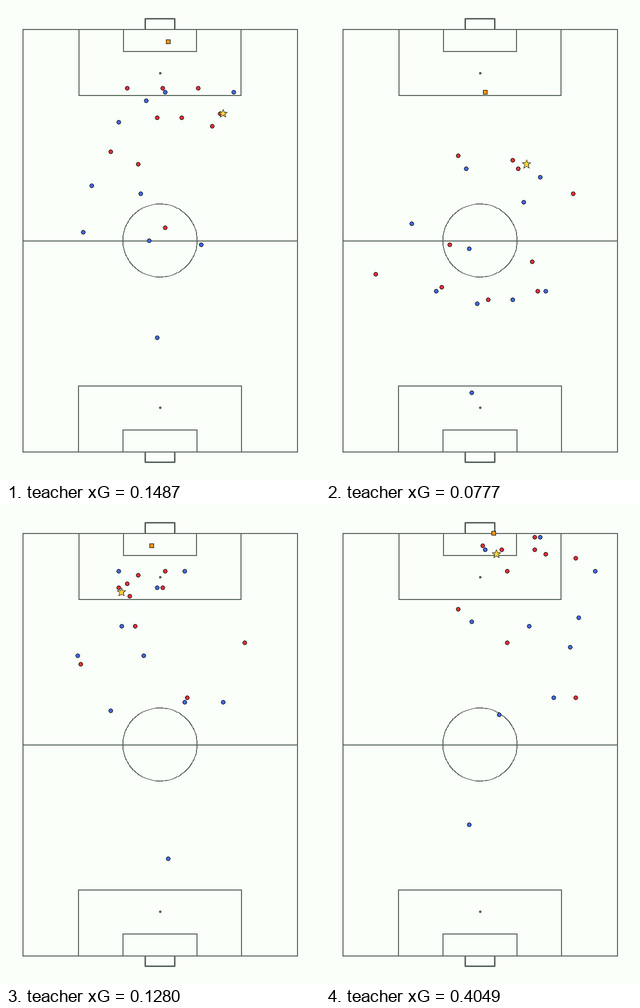 1. teacher xG = 0.1487
2. teacher xG = 0.0777
3. teacher xG = 0.1280
4. teacher xG = 0.4049